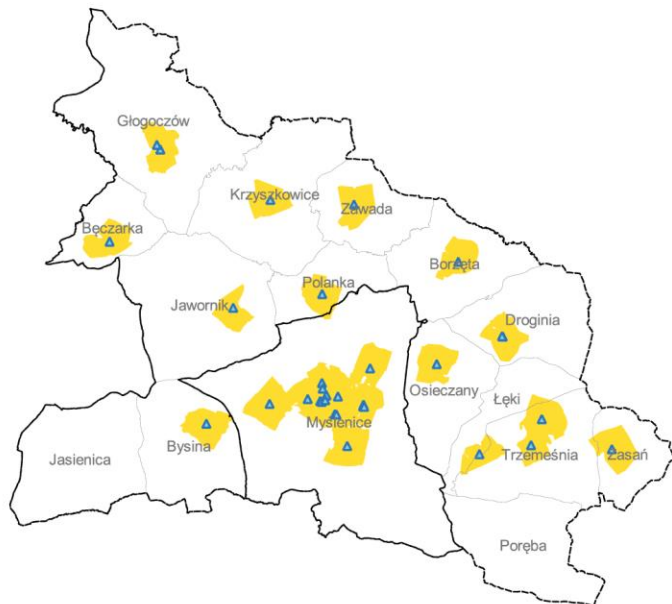 Głogoczów
Krzyszkowice
Zawada
Bęczarka
Borzęta
Polanka
Jawornik
Droginia
Osieczany
Łęki
Myślenice
Bysina
Trzemeśnia
Zasań
Jasienica
Poręba